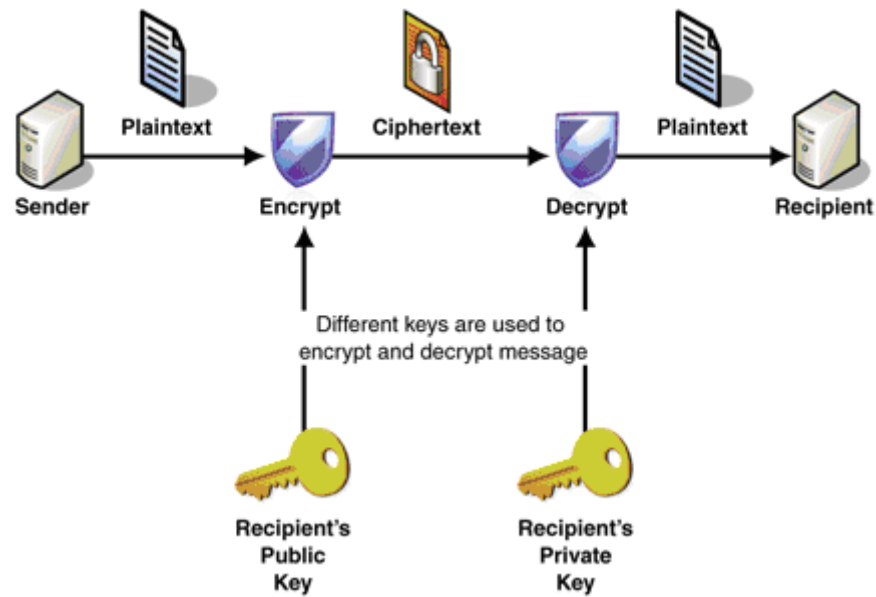 Plaintext
Ciphertext
Plaintext
Sender
Encrypt
Decrypt
Recipient
Different keys are used to
encrypt and decrypt message
Recipient's
Public
Key
Recipient's
Private
Key